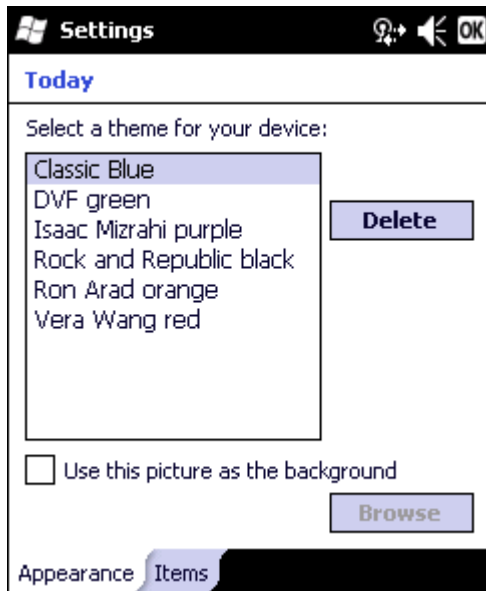 Settings
OK
Today
Select a theme for your device:
Classic Blue
DVF green
Isaac Mizrahi purple
Rock and Republic black
Ron Arad orange
Vera Wang red
Delete
Use this picture as the background
Browse
Appearance Items